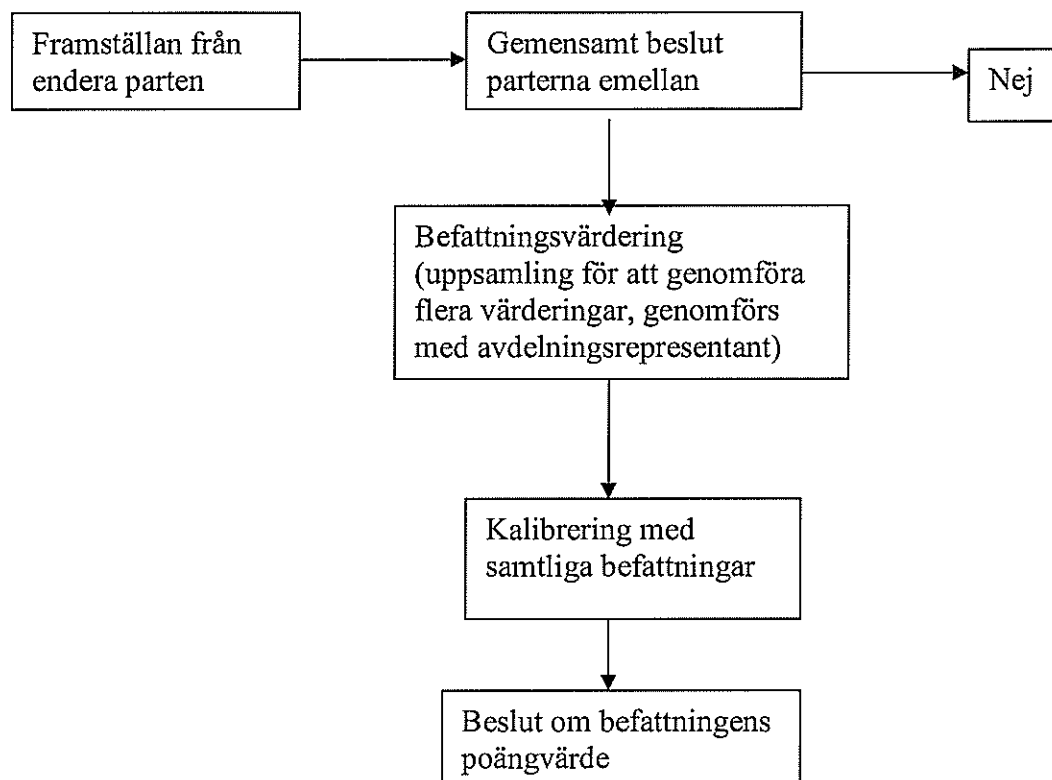 Framställan från
endera parten
Gemensamt beslut
parterna emellan
Nej
Befattningsvärdering
(uppsamling för att genomföra
flera värderingar, genomförs
med avdelningsrepresentant)
Kalibrering med
samtliga befattningar
Beslut om befattningens
poängvärde